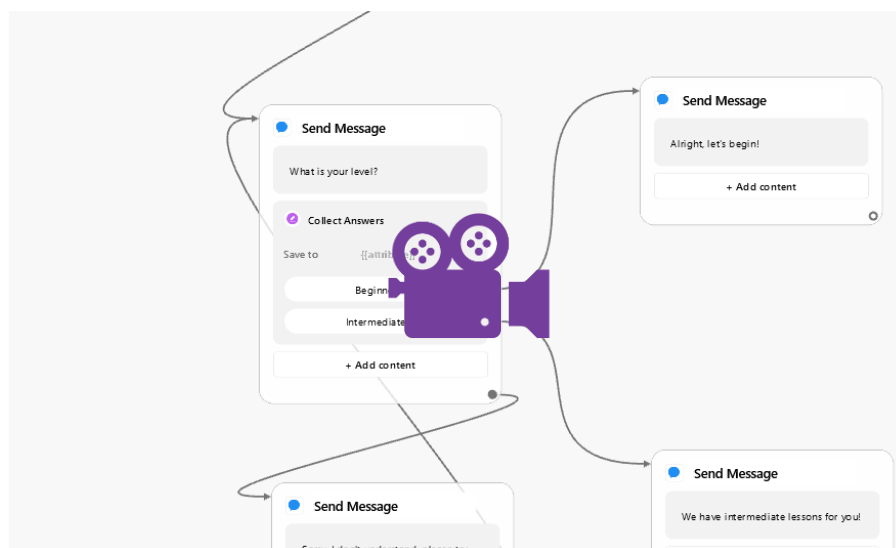 Send Message
What is your level?
Collect Answers
Save to
Intermediate
+ Add content
Send Message
Alright, let's begin!
+ Add content
Send Message
Send Message
We have intermediate lessons for you!